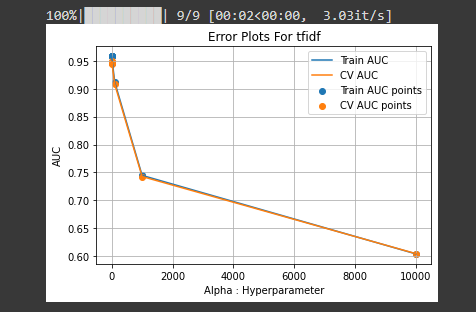 100%|██████████| 9/9 [00:02<00:00, 3.03it/s]
Error Plots For tfidf
Train AUC
CV AUC
Train AUC points
CV AUC points
AUC
0.95
0.90
0.85
0.80
0.75
0.70
0.65
0.60
0 2000 4000 6000 8000 10000
Alpha : Hyperparameter